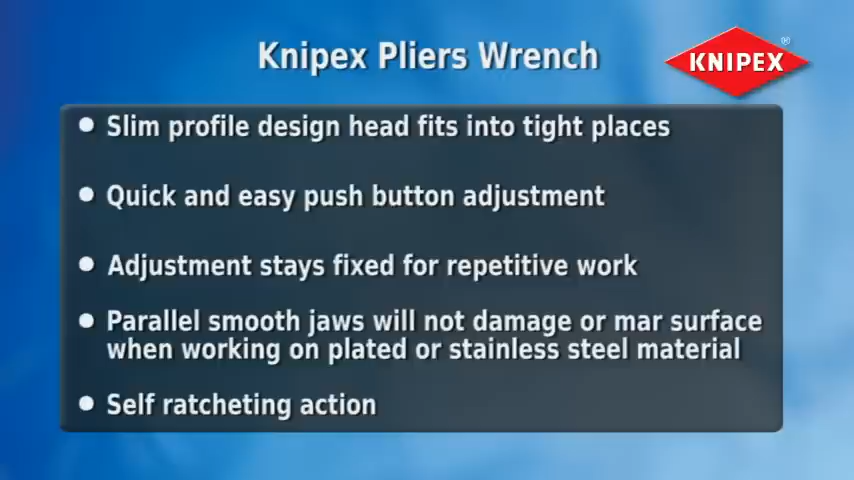 Knipex Pliers Wrench
KNIPEX®
• Slim profile design head fits into tight places
• Quick and easy push button adjustment
• Adjustment stays fixed for repetitive work
• Parallel smooth jaws will not damage or mar surface
when working on plated or stainless steel material
• Self ratcheting action